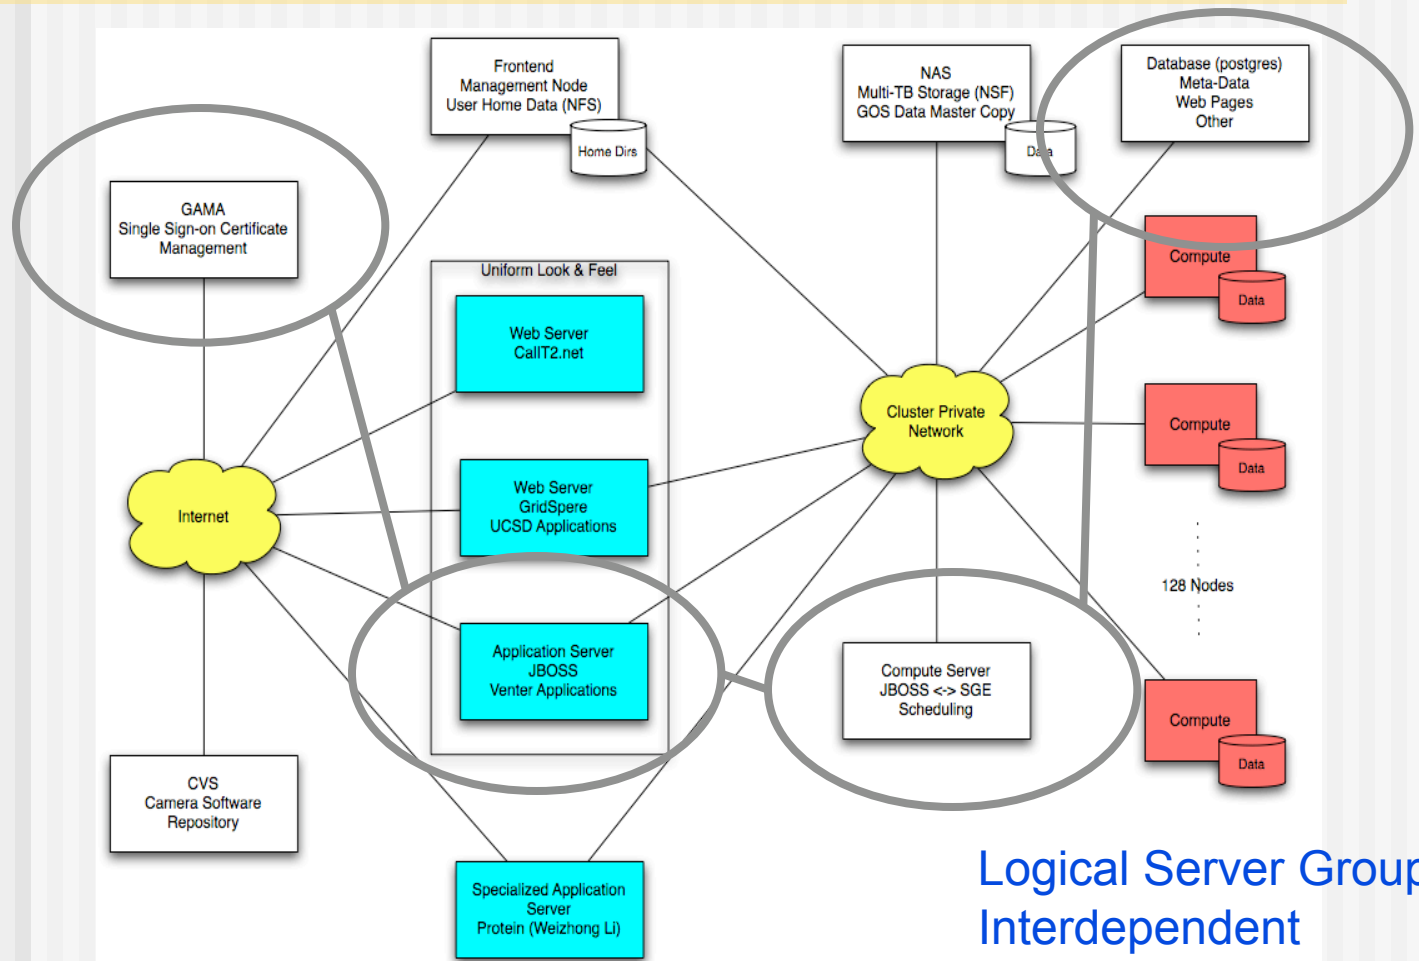 Frontend
Management Node
User Home Data (NFS)
Home Dirs
NAS
Multi-TB Storage (NSF)
GOS Data Master Copy
Data
Database (postgres)
Meta-Data
Web Pages
Other
GAMA
Single Sign-on Certificate
Management
Uniform Look & Feel
Web Server
CalIT2.net
Compute
Data
Cluster Private
Network
Compute
Data
Internet
Web Server
GridSpere
UCSD Applications
128 Nodes
Application Server
JBOSS
Venter Applications
Compute Server
JBOSS <-> SGE
Scheduling
Compute
Data
CVS
Camera Software
Repository
Specialized Application
Server
Protein (Weizhong Li)
Logical Server Group
Interdependent